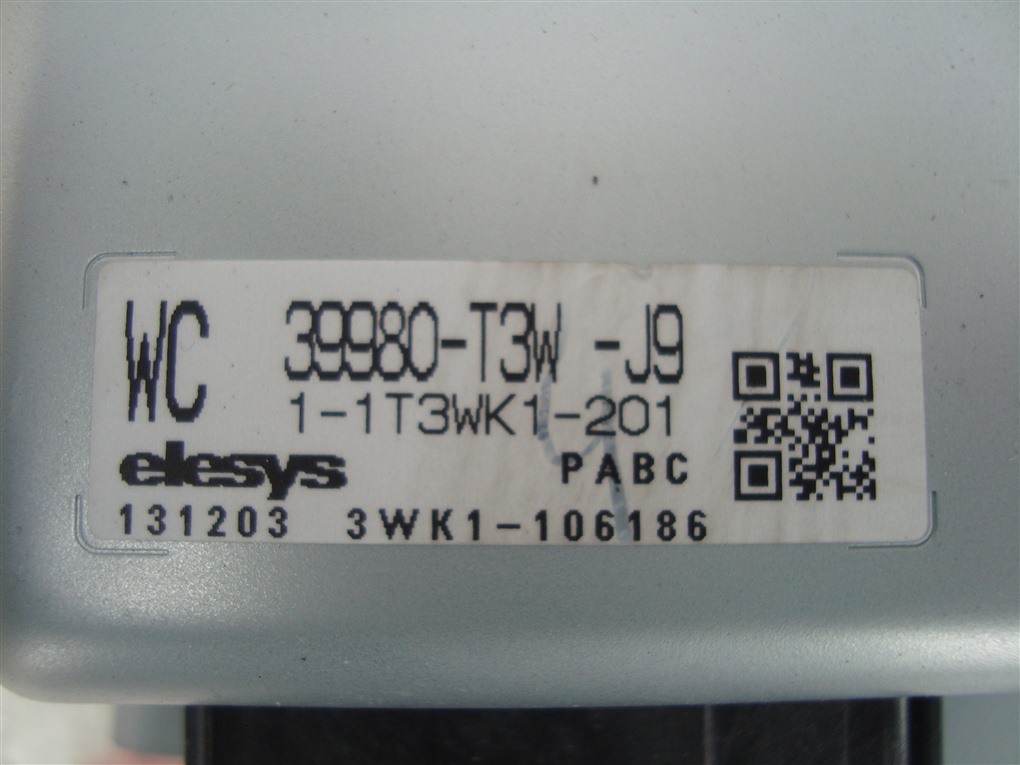 WC 39980-T3W -J9
1-1T3WK1-201
elesys PABC
131203 3WK1-106186